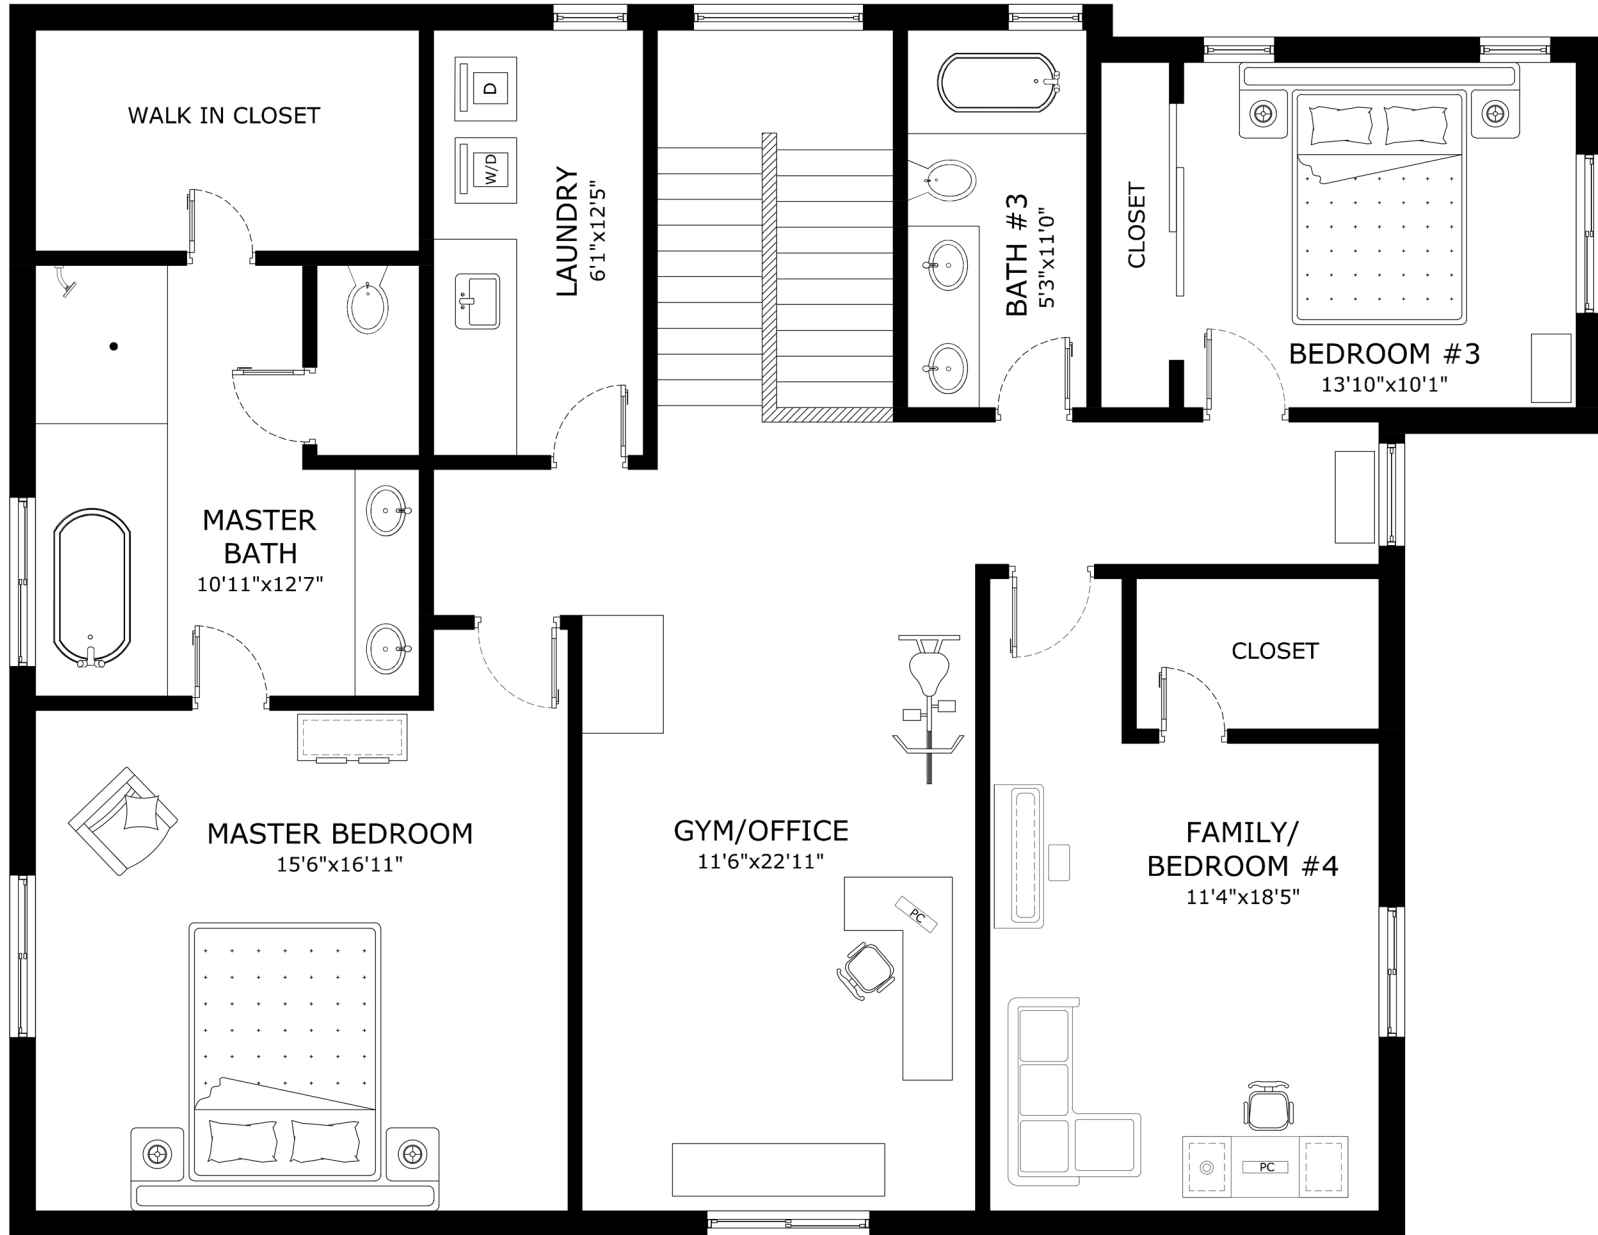 WALK IN CLOSET
D
W/D
LAUNDRY
6'1"x12'5"
BATH #3
5'3"x11'0"
CLOSET
BEDROOM #3
13'10"x10'1"
MASTER
BATH
10'11"x12'7"
CLOSET
MASTER BEDROOM
15'6"x16'11"
GYM/OFFICE
11'6"x22'11"
FAMILY/
BEDROOM #4
11'4"x18'5"
PC
PC